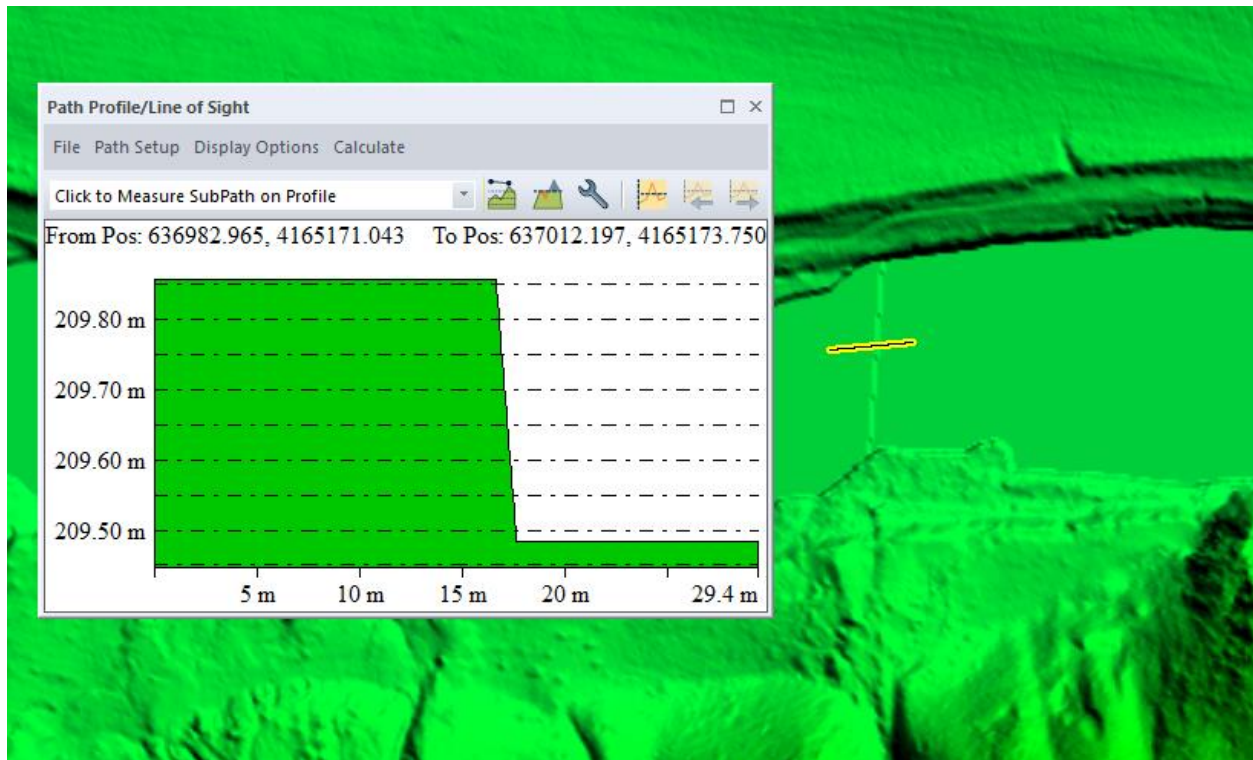 Path Profile/Line of Sight
File Path Setup Display Options Calculate
Click to Measure SubPath on Profile
From Pos: 636982.965, 4165171.043 To Pos: 637012.197, 4165173.750
209.80 m
209.70 m
209.60 m
209.50 m
5 m 10 m 15 m 20 m 29.4 m